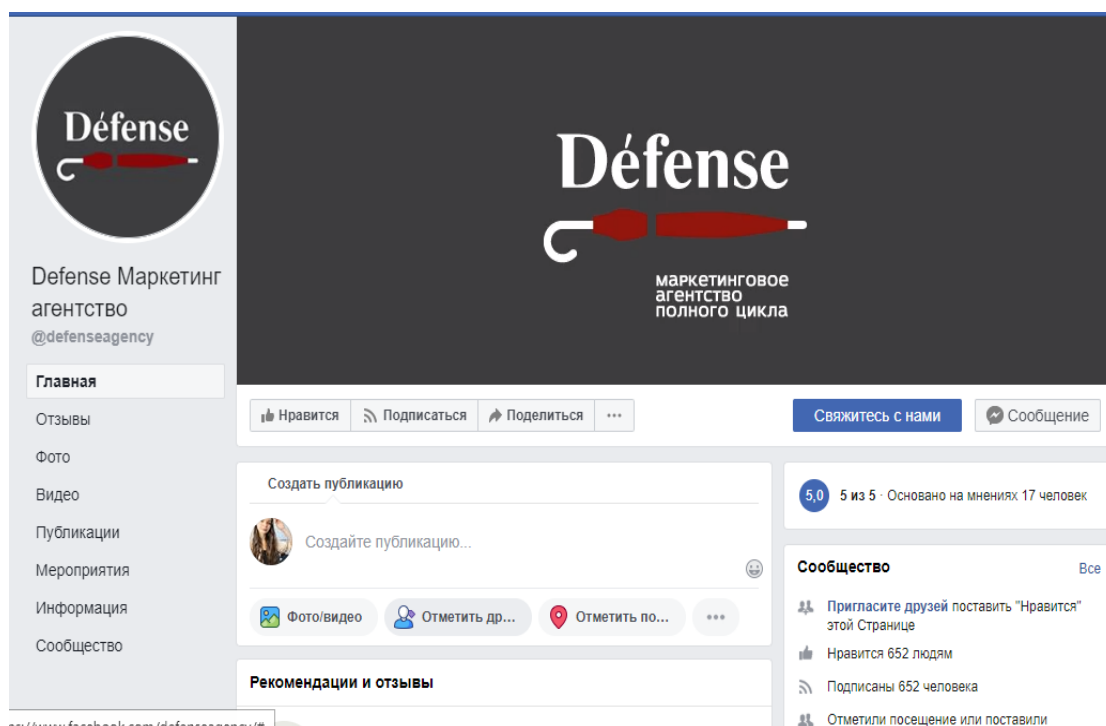 Défense
Defense Маркетинг
агентство
@defenseagency
Главная
Отзывы
Фото
Видео
Публикации
Мероприятия
Информация
Сообщество
Défense
маркетинговое
агентство
полного цикла
Нравится
Подписаться
Поделиться
Свяжитесь с нами
Сообщение
Создать публикацию
Создайте публикацию...
Фото/видео
Отметить др...
Отметить по...
Рекомендации и отзывы
5,0 5 из 5 · Основано на мнениях 17 человек
Сообщество Все
Пригласите друзей поставить "Нравится"
этой Странице
Нравится 652 людям
Подписаны 652 человека
Отметили посещение или поставили